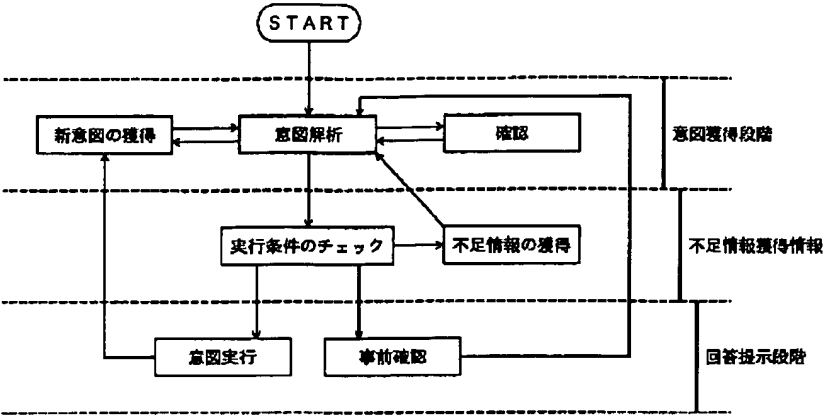 START
新意図の獲得
意図解析
確認
意図獲得段階
実行条件のチェック
不足情報の獲得
不足情報獲得情報
意図実行
事前確認
回答提示段階